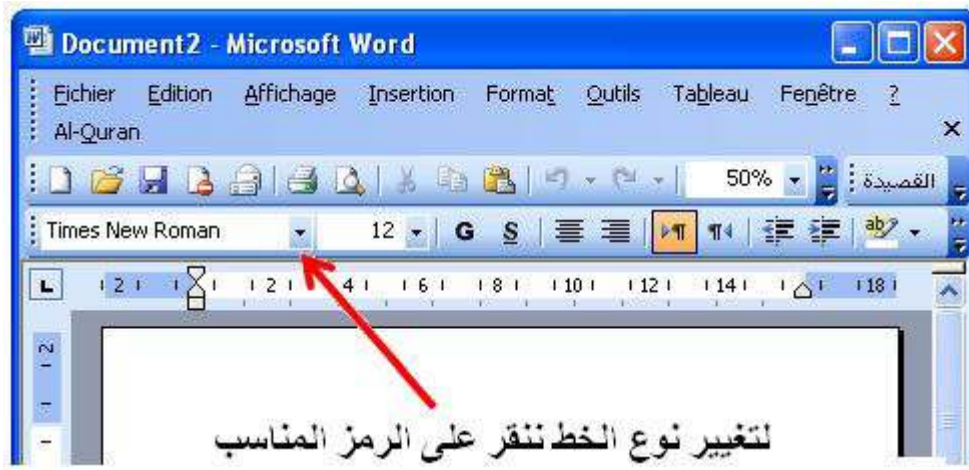 Document2 - Microsoft Word
Fichier Edition Affichage Insertion Format Outils Tableau Fenêtre ?
Al-Quran
50% القصيدة
Times New Roman 12 G S
2 2 4 6 8 10 12 14 18
2
لتغيير نوع الخط ننقر على الرمز المناسب